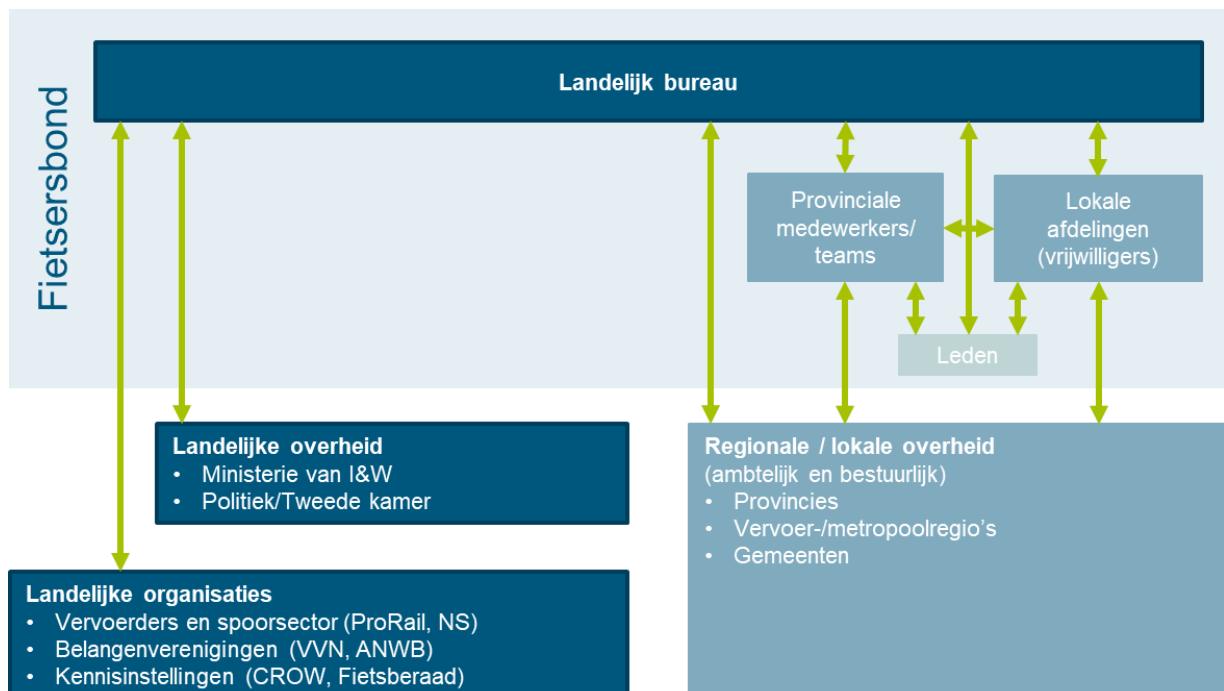 Fietsersbond
Landelijk bureau
Provinciale
medewerkers/
teams
Lokale
afdelingen
(vrijwilligers)
Leden
Landelijke overheid
• Ministerie van I&W
• Politiek/Tweede kamer
Regionale / lokale overheid
(ambtelijk en bestuurlijk)
• Provincies
• Vervoer-/metropoolregio's
• Gemeenten
Landelijke organisaties
• Vervoerders en spoorsector (ProRail, NS)
• Belangenverenigingen (VVN, ANWB)
• Kennisinstellingen (CROW, Fietsberaad)